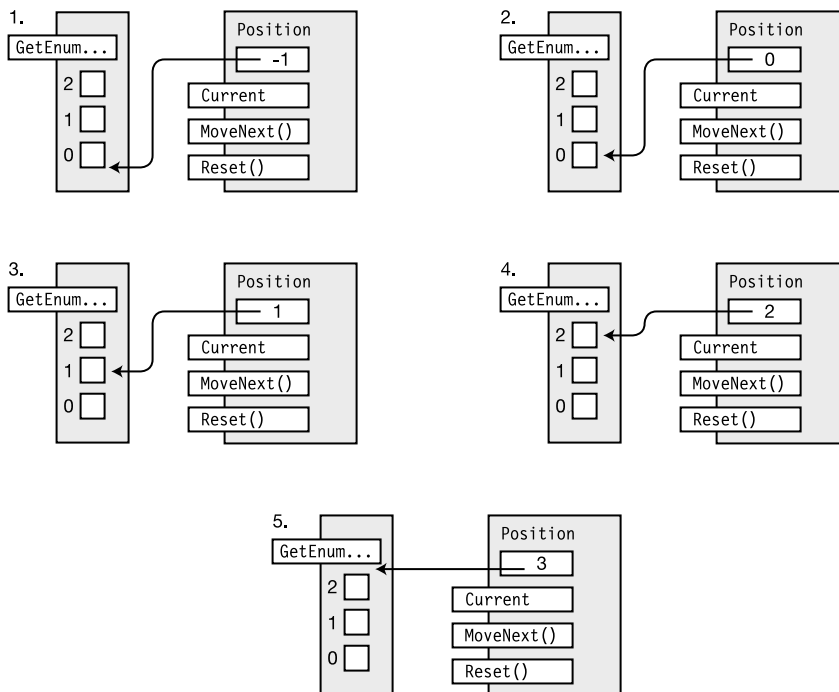 1.
GetEnum...
2
1
0
Position
-1
Current
MoveNext()
Reset()
2.
GetEnum...
2
1
0
Position
0
Current
MoveNext()
Reset()
3.
GetEnum...
2
1
0
Position
1
Current
MoveNext()
Reset()
4.
GetEnum...
2
1
0
Position
2
Current
MoveNext()
Reset()
5.
GetEnum...
2
1
0
Position
3
Current
MoveNext()
Reset()